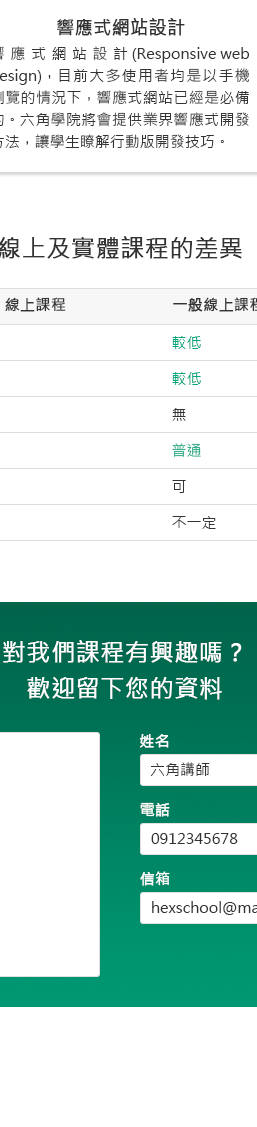 響應式網站設計
響應式網站設計(Responsive web
design)，目前大多使用者均是以手機
瀏覽的情況下，響應式網站已經是必備
的。六角學院將會提供業界響應式開發
方法，讓學生瞭解行動版開發技巧。
線上及實體課程的差異
線上課程 一般線上課程
較低
較低
無
普通
可
不一定
對我們課程有興趣嗎？
歡迎留下您的資料
姓名
六角講師
電話
0912345678
信箱
hexschool@ma